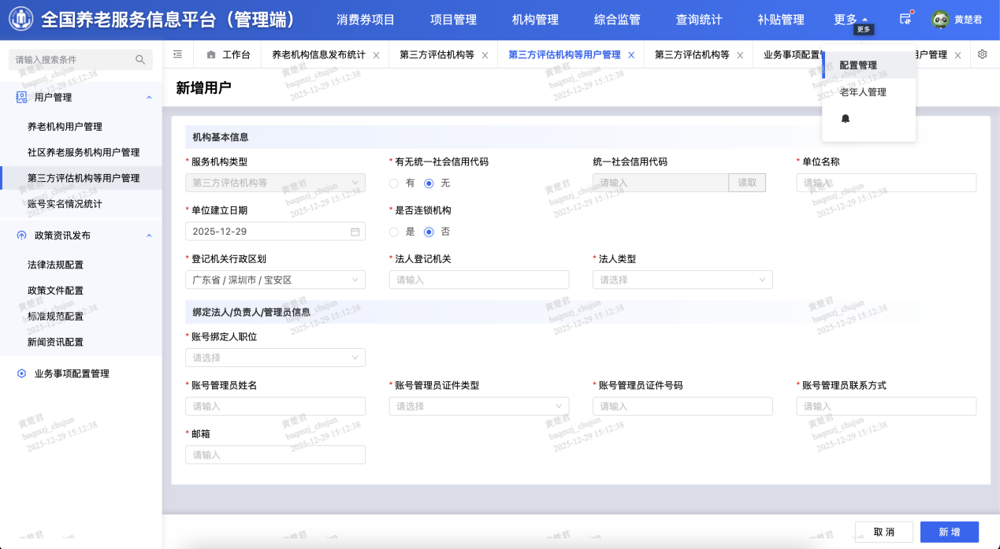 全国养老服务信息平台（管理端）
消费券项目 项目管理 机构管理 综合监管 查询统计 补贴管理 更多 黄楚君
更多
请输入搜索条件
工作台 养老机构信息发布统计 第三方评估机构等 第三方评估机构等用户管理 第三方评估机构等 业务事项配置 用户管理
配置管理
老年人管理
用户管理
养老机构用户管理
社区养老服务机构用户管理
第三方评估机构等用户管理
账号实名情况统计
政策资讯发布
法律法规配置
政策文件配置
标准规范配置
新闻资讯配置
业务事项配置管理
新增用户
机构基本信息
* 服务机构类型 * 有无统一社会信用代码 统一社会信用代码 * 单位名称
第三方评估机构等 有 无 请输入 读取 请输入
* 单位建立日期 * 是否连锁机构
2025-12-29 是 否
* 登记机关行政区划 * 法人登记机关 * 法人类型
广东省 / 深圳市 / 宝安区 请输入 请选择
绑定法人/负责人/管理员信息
* 账号绑定人职位
请选择
* 账号管理员姓名 * 账号管理员证件类型 * 账号管理员证件号码 * 账号管理员联系方式
请输入 请选择 请输入 请输入
* 邮箱
请输入
取 消 新 增
黄楚君
baqmzj_chujun
2025-12-29 15:12:38